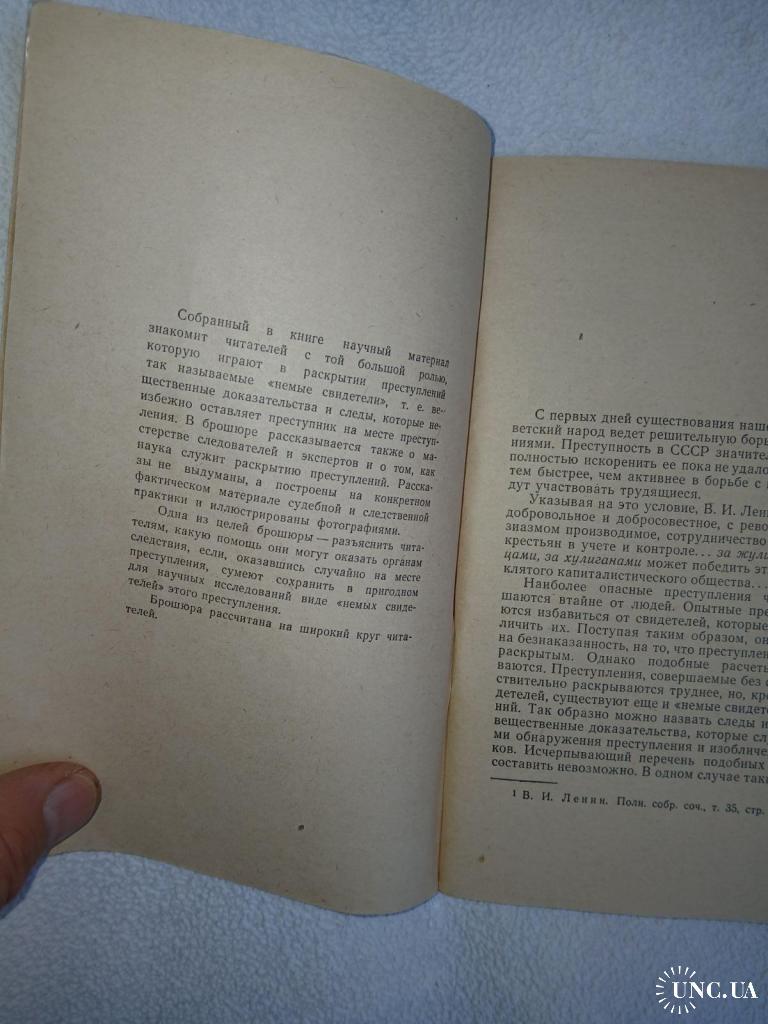 Собранный в книге научный материал
знакомит читателей с той большой ролью,
которую играют в раскрытии преступлений
так называемые «немые свидетели», т. е. ве-
щественные доказательства и следы, которые не-
избежно оставляет преступник на месте преступ-
ления. В брошюре рассказывается также о ма-
стерстве следователей и экспертов и о том, как
наука служит раскрытию преступлений. Расска-
зы не выдуманы, а построены на конкретном
фактическом материале судебной и следственной
практики и иллюстрированы фотографиями.
Одна из целей брошюры — разъяснить чита-
телям, какую помощь они могут оказать органам
следствия, если, оказавшись случайно на месте
преступления, сумеют сохранить в пригодном
для научных исследований виде «немых свиде-
телей» этого преступления.
Брошюра рассчитана на широкий круг чита-
телей.
С первых дней существования наше
ветский народ ведет решительную борь
ниями. Преступность в СССР значител
полностью искоренить ее пока не удало
тем быстрее, чем активнее в борьбе с
дут участвовать трудящиеся.
Указывая на это условие, В. И. Лени
добровольное и добросовестное, с рево
зиазмом производимое, сотрудничество
крестьян в учете и контроле... за жули
цами, за хулиганами может победить эт
клятого капиталистического общества...
Наиболее опасные преступления ч
шаются втайне от людей. Опытные пре
ются избавиться от свидетелей, которые
личить их. Поступая таким образом, он
на безнаказанность, на то, что преступлен
раскрытым. Однако подобные расчеты
ваются. Преступления, совершаемые без с
ствительно раскрываются труднее, но, кро
детелей, существуют еще и «немые свидет
ний. Так образно можно назвать следы и
вещественные доказательства, которые сл
ми обнаружения преступления и изоблич
ков. Исчерпывающий перечень подобных
составить невозможно. В одном случае таки
1 В. И. Ленин. Полн. собр. соч., т. 35, стр.
UNC.UA